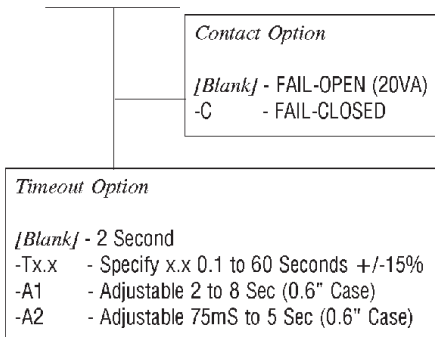 Contact Option
[Blank] - FAIL-OPEN (20VA)
-C - FAIL-CLOSED
Timeout Option
[Blank] - 2 Second
-Tx.x - Specify x.x 0.1 to 60 Seconds +/-15%
-A1 - Adjustable 2 to 8 Sec (0.6" Case)
-A2 - Adjustable 75mS to 5 Sec (0.6" Case)